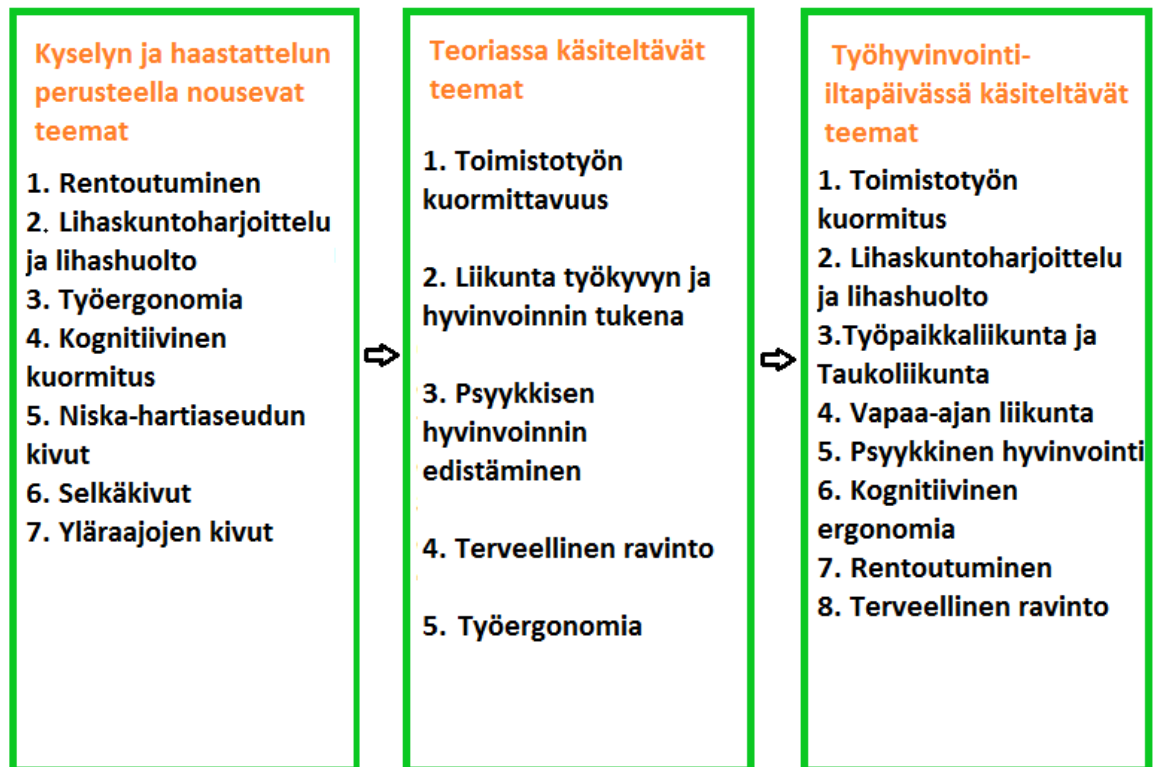 Kyselyn ja haastattelun
perusteella nousevat
teemat
1. Rentoutuminen
2. Lihaskuntoharjoittelu
ja lihashuolto
3. Työergonomia
4. Kognitiivinen
kuormitus
5. Niska-hartiaseudun
kivut
6. Selkäkivut
7. Yläraajojen kivut
Teoriassa käsiteltävät
teemat
1. Toimistotyön
kuormittavuus
2. Liikunta työkyvyn ja
hyvinvoinnin tukena
3. Psyykkisen
hyvinvoinnin
edistäminen
4. Terveellinen ravinto
5. Työergonomia
Työhyvinvointi-
iltapäivässä käsiteltävät
teemat
1. Toimistotyön
kuormitus
2. Lihaskuntoharjoittelu
ja lihashuolto
3.Työpaikkaliikunta ja
Taukoliikunta
4. Vapaa-ajan liikunta
5. Psyykkinen hyvinvointi
6. Kognitiivinen
ergonomia
7. Rentoutuminen
8. Terveellinen ravinto